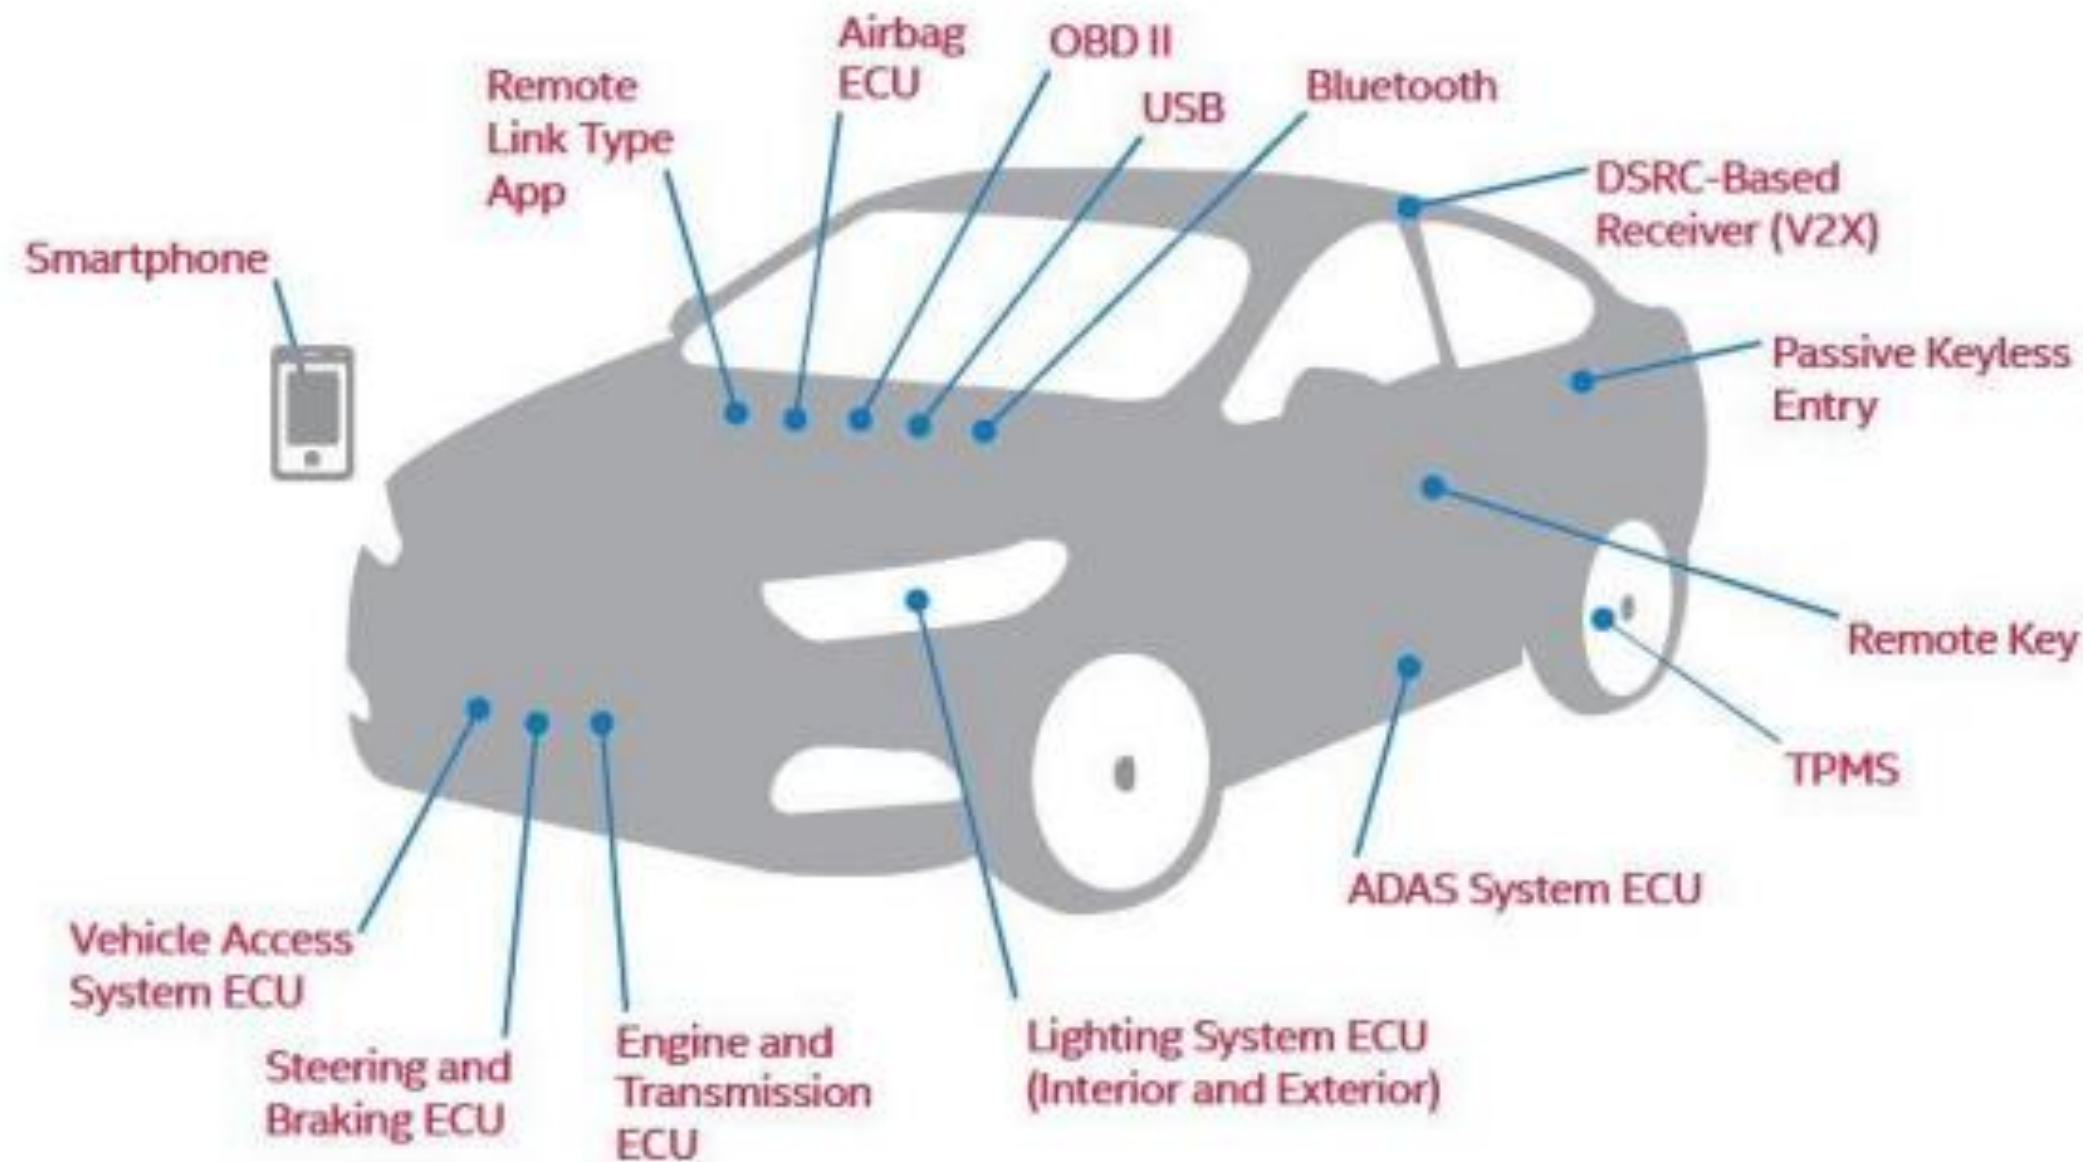 Airbag
ECU
OBD II
Remote
Link Type
App
USB
Bluetooth
DSRC-Based
Receiver (V2X)
Smartphone
Passive Keyless
Entry
Remote Key
TPMS
ADAS System ECU
Vehicle Access
System ECU
Steering and
Braking ECU
Engine and
Transmission
ECU
Lighting System ECU
(Interior and Exterior)